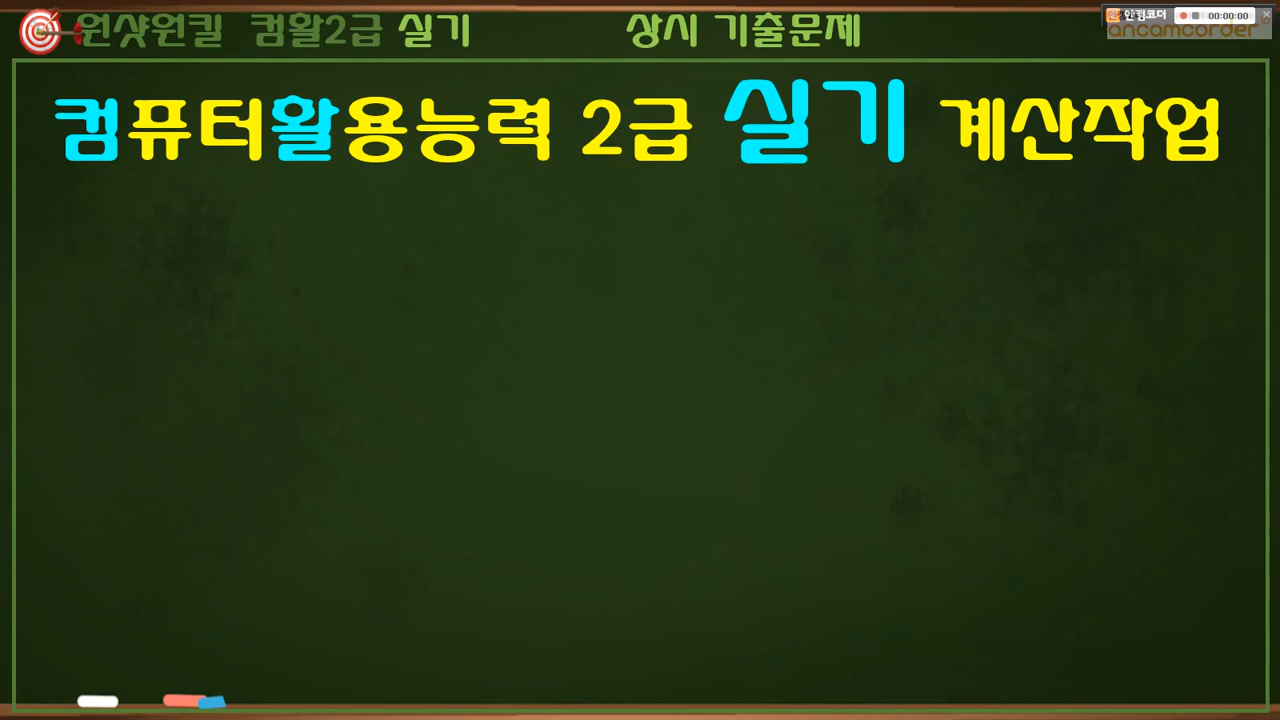 원샷원킬 컴활2급 실기 상시 기출문제
안캠코더 00:00:00
ancamcorder
컴퓨터활용능력 2급 실기 계산작업